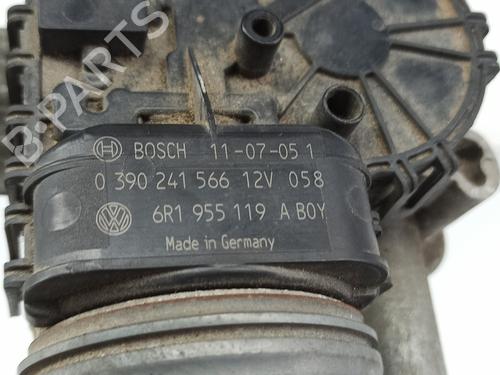 B-PARTS
BOSCH 11-07-05 1
0 390 241 566 12V 058
6R1 955 119 A BOY
Made in Germany